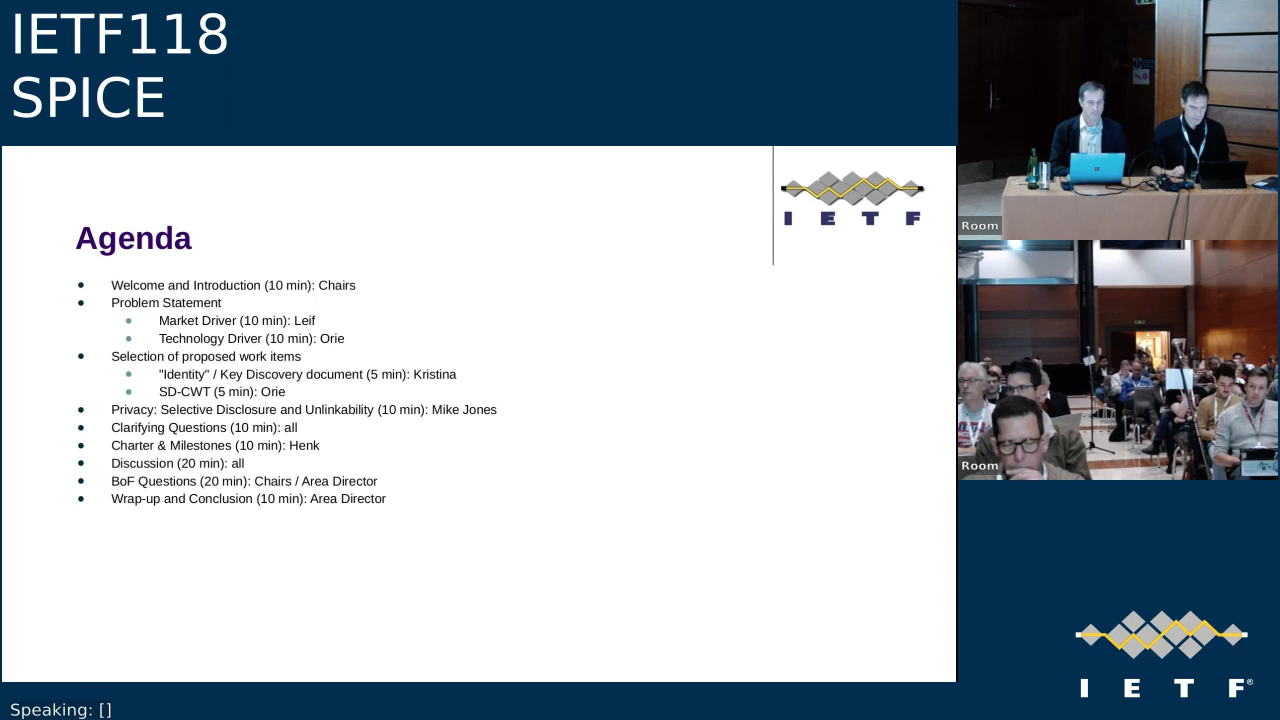 IETF118
SPICE
I E T F
Agenda
• Welcome and Introduction (10 min): Chairs
• Problem Statement
• Market Driver (10 min): Leif
• Technology Driver (10 min): Orie
• Selection of proposed work items
• "Identity" / Key Discovery document (5 min): Kristina
• SD-CWT (5 min): Orie
• Privacy: Selective Disclosure and Unlinkability (10 min): Mike Jones
• Clarifying Questions (10 min): all
• Charter & Milestones (10 min): Henk
• Discussion (20 min): all
• BoF Questions (20 min): Chairs / Area Director
• Wrap-up and Conclusion (10 min): Area Director
Room
Room
I E T F®
Speaking: []